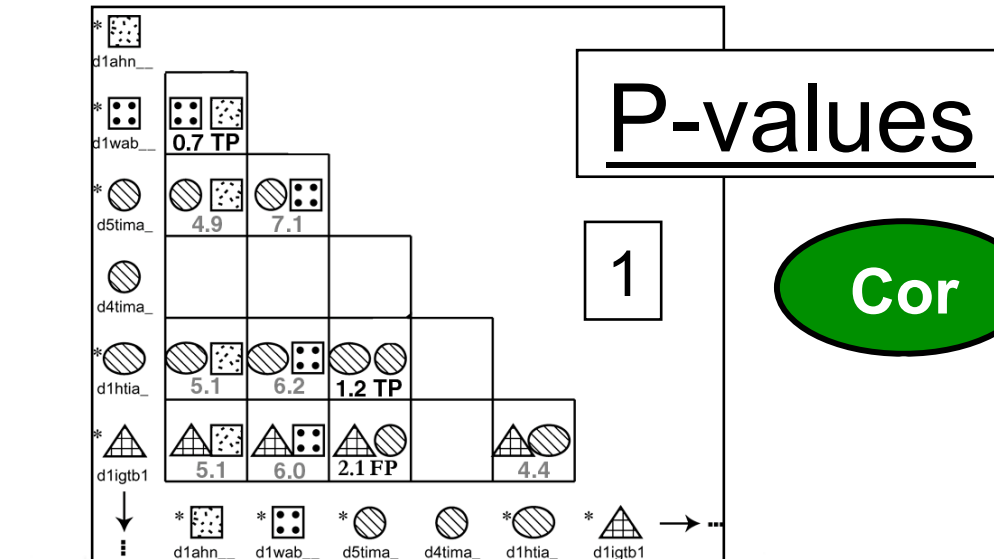 *
d1ahn__
P-values
*
d1wab__
0.7 TP
*
d5tima_
4.9 7.1
1
Cor
d4tima_
*
d1htia_
5.1 6.2 1.2 TP
*
d1igtb1
5.1 6.0 2.1 FP 4.4
* * * * *
d1ahn__ d1wab__ d5tima_ d4tima_ d1htia_ d1igtb1